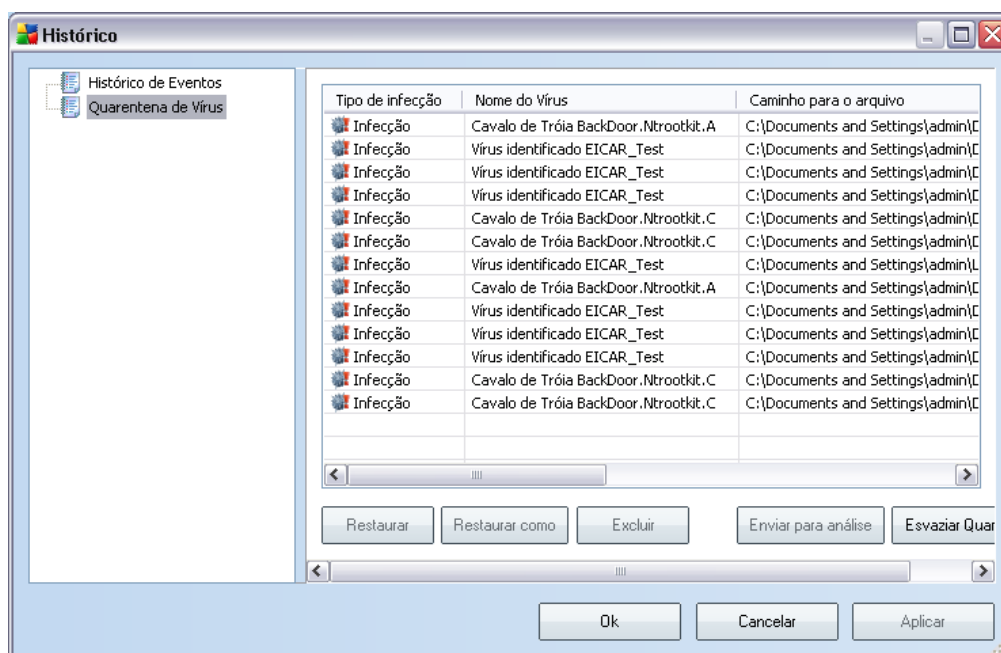 Histórico
Histórico de Eventos
Quarentena de Vírus
Tipo de infecção Nome do Vírus Caminho para o arquivo
Infecção Cavalo de Tróia BackDoor.Ntrootkit.A C:\Documents and Settings\admin\D
Infecção Vírus identificado EICAR_Test C:\Documents and Settings\admin\D
Infecção Vírus identificado EICAR_Test C:\Documents and Settings\admin\D
Infecção Vírus identificado EICAR_Test C:\Documents and Settings\admin\D
Infecção Cavalo de Tróia BackDoor.Ntrootkit.C C:\Documents and Settings\admin\D
Infecção Cavalo de Tróia BackDoor.Ntrootkit.C C:\Documents and Settings\admin\D
Infecção Vírus identificado EICAR_Test C:\Documents and Settings\admin\L
Infecção Cavalo de Tróia BackDoor.Ntrootkit.A C:\Documents and Settings\admin\D
Infecção Vírus identificado EICAR_Test C:\Documents and Settings\admin\D
Infecção Vírus identificado EICAR_Test C:\Documents and Settings\admin\D
Infecção Vírus identificado EICAR_Test C:\Documents and Settings\admin\D
Infecção Cavalo de Tróia BackDoor.Ntrootkit.C C:\Documents and Settings\admin\D
Infecção Cavalo de Tróia BackDoor.Ntrootkit.C C:\Documents and Settings\admin\D
Restaurar Restaurar como Excluir Enviar para análise Esvaziar Quar
Ok Cancelar Aplicar